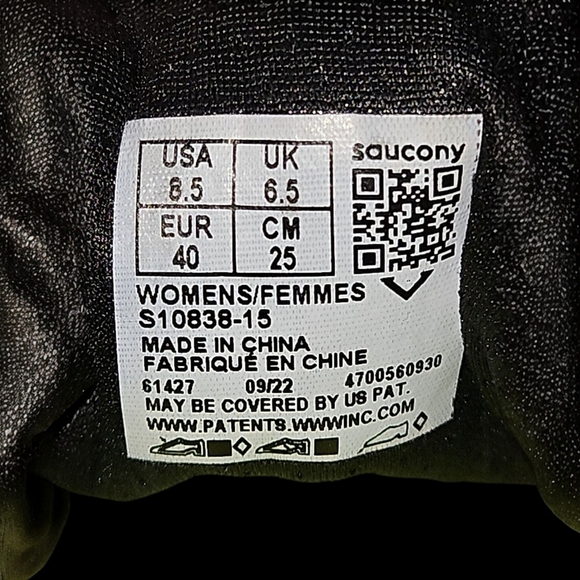 USA UK
8.5 6.5
EUR CM
40 25
saucony
WOMENS/FEMMES
S10838-15
MADE IN CHINA
FABRIQUÉ EN CHINE
61427 09/22 4700560930
MAY BE COVERED BY US PAT.
WWW.PATENTS.WWWINC.COM